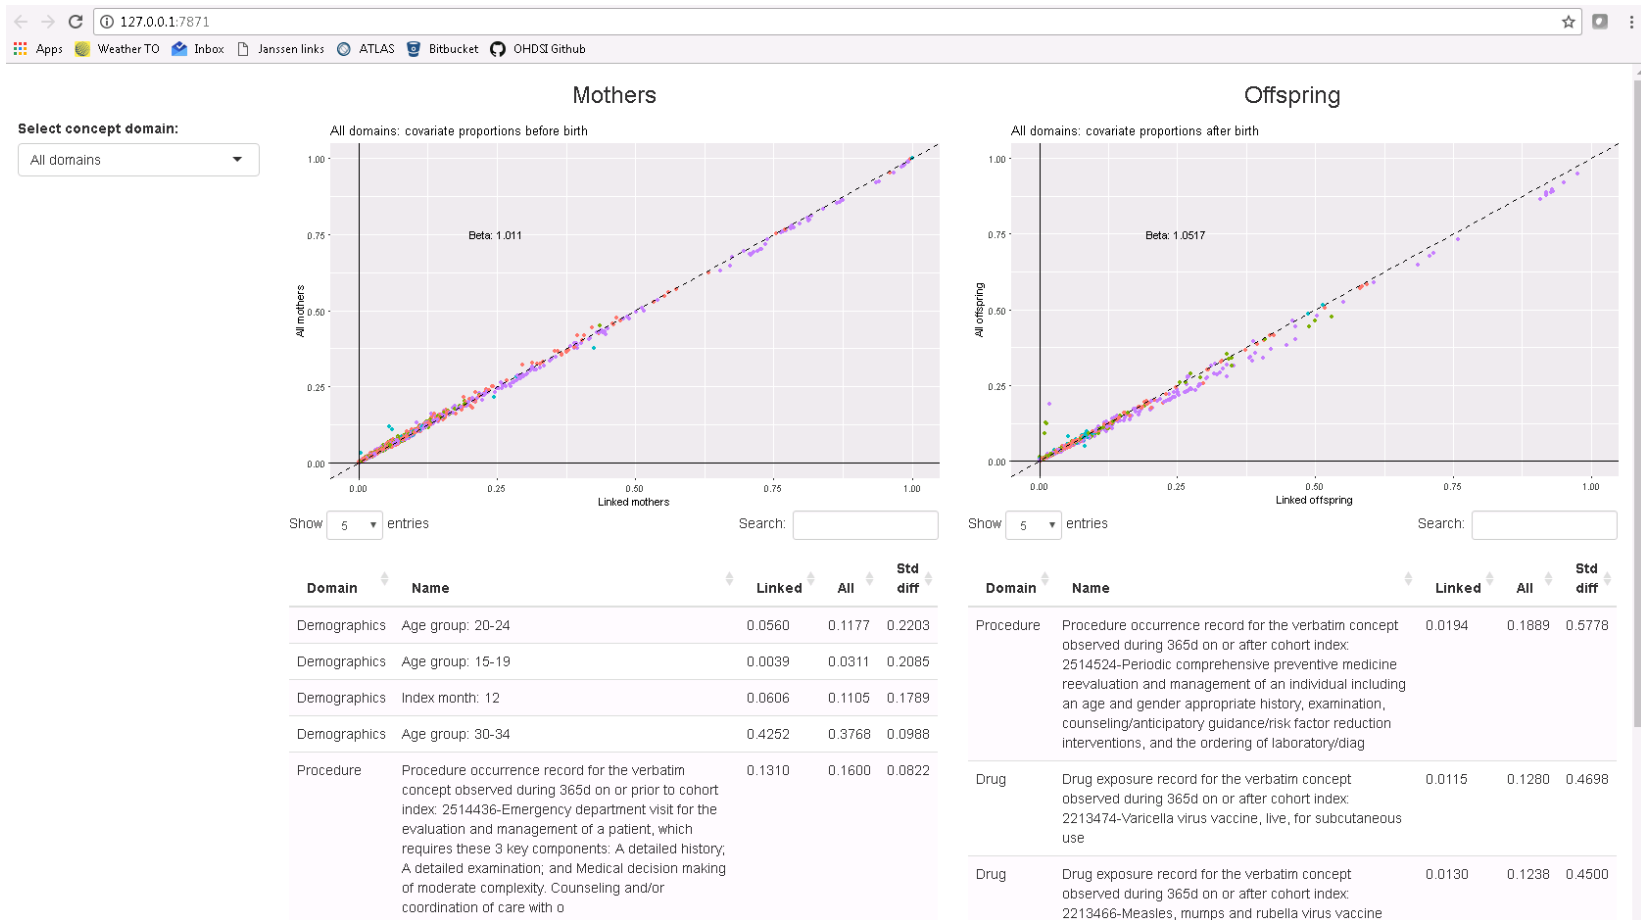 127.0.0.1:7871
Apps Weather TO Inbox Janssen links ATLAS Bitbucket OHDSI Github
Select concept domain:
All domains
Mothers
All domains: covariate proportions before birth
1.00
0.75
0.50
0.25
0.00
Beta: 1.011
All mothers
0.00 0.25 0.50 0.75 1.00
Linked mothers
Show 5 entries
Search:
Domain Name Linked All Std diff
Demographics Age group: 20-24 0.0560 0.1177 0.2203
Demographics Age group: 15-19 0.0039 0.0311 0.2085
Demographics Index month: 12 0.0606 0.1105 0.1789
Demographics Age group: 30-34 0.4252 0.3768 0.0988
Procedure Procedure occurrence record for the verbatim 0.1310 0.1600 0.0822
concept observed during 365d on or prior to cohort
index: 2514436-Emergency department visit for the
evaluation and management of a patient, which
requires these 3 key components: A detailed history;
A detailed examination; and Medical decision making
of moderate complexity. Counseling and/or
coordination of care with o
Offspring
All domains: covariate proportions after birth
1.00
0.75
0.50
0.25
0.00
Beta: 1.0517
All offspring
0.00 0.25 0.50 0.75 1.00
Linked offspring
Show 5 entries
Search:
Domain Name Linked All Std diff
Procedure Procedure occurrence record for the verbatim concept 0.0194 0.1889 0.5778
observed during 365d on or after cohort index:
2514524-Periodic comprehensive preventive medicine
reevaluation and management of an individual including
an age and gender appropriate history, examination,
counseling/anticipatory guidance/risk factor reduction
interventions, and the ordering of laboratory/diag
Drug Drug exposure record for the verbatim concept 0.0115 0.1280 0.4698
observed during 365d on or after cohort index:
2213474-Varicella virus vaccine, live, for subcutaneous
use
Drug Drug exposure record for the verbatim concept 0.0130 0.1238 0.4500
observed during 365d on or after cohort index:
2213466-Measles, mumps and rubella virus vaccine